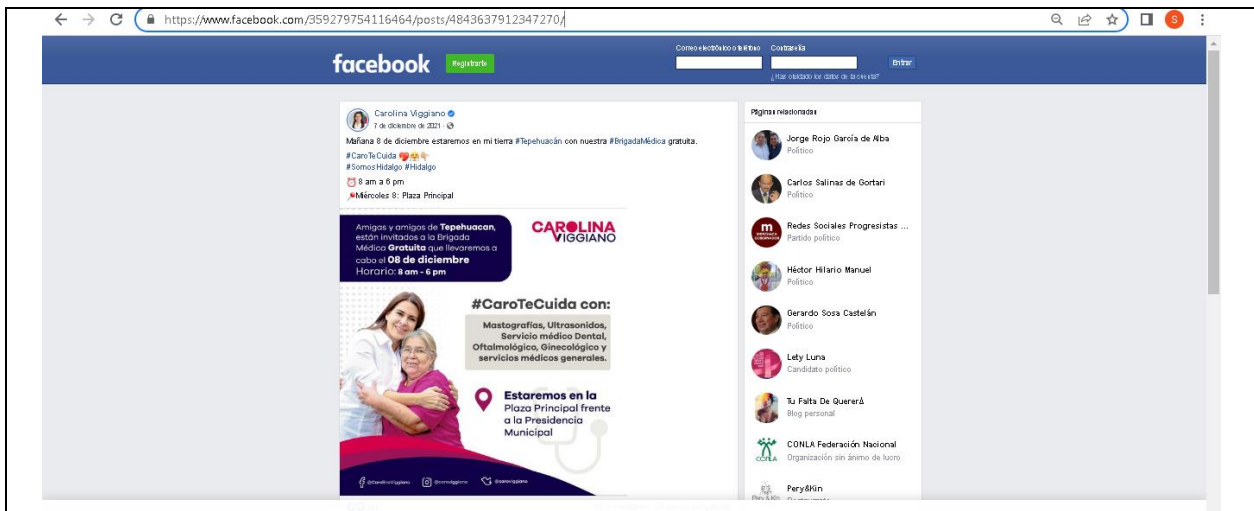 https://www.facebook.com/359279754116464/posts/4843637912347270/
S
Correo electrónico o teléfono Contraseña
facebook
Registrarte
Entrar
¿Has olvidado los datos de la cuenta?
Carolina Viggiano
7 de diciembre de 2021 ·
Mañana 8 de diciembre estaremos en mi tierra #Tepehuacán con nuestra #BrigadaMédica gratuita.
#CaroTeCuida
#SomosHidalgo #Hidalgo
8 am a 6 pm
Miércoles 8: Plaza Principal
Amigas y amigos de Tepehuacan,
están invitados a la Brigada
Médica Gratuita que llevaremos a
cabo el 08 de diciembre
Horario: 8 am - 6 pm
CAROLINA
VIGGIANO
#CaroTeCuida con:
Mastografías, Ultrasonidos,
Servicio médico Dental,
Oftalmológico, Ginecológico y
servicios médicos generales.
Estaremos en la
Plaza Principal frente
a la Presidencia
Municipal
Páginas relacionadas
Jorge Rojo García de Alba
Político
Carlos Salinas de Gortari
Político
Redes Sociales Progresistas ...
Partido político
Héctor Hilario Manuel
Político
Gerardo Sosa Castelán
Político
Lety Luna
Candidato político
Tu Falta De QuererΔ
Blog personal
CONLA Federación Nacional
Organización sin ánimo de lucro
CONLA
Pery&Kin